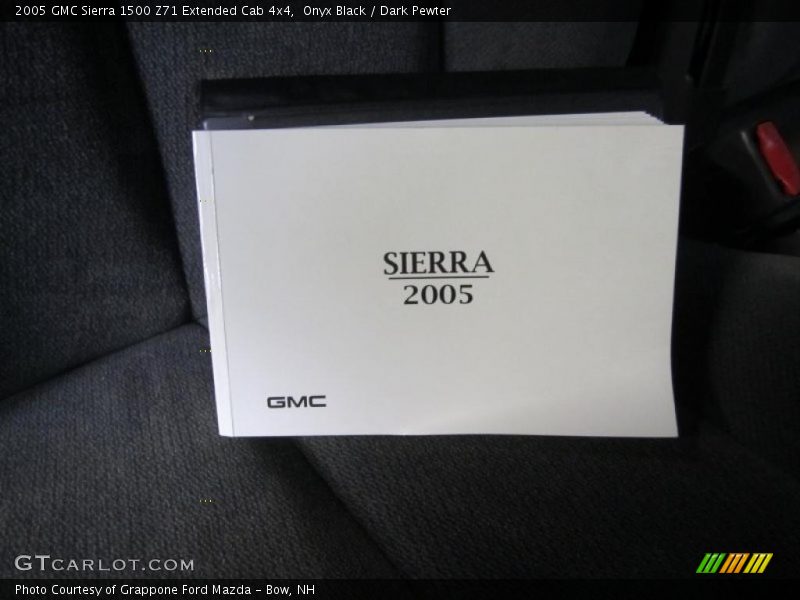 2005 GMC Sierra 1500 Z71 Extended Cab 4x4,  Onyx Black / Dark Pewter
SIERRA
2005
GMC
GTCARLOT.COM
Photo Courtesy of Grappone Ford Mazda - Bow, NH